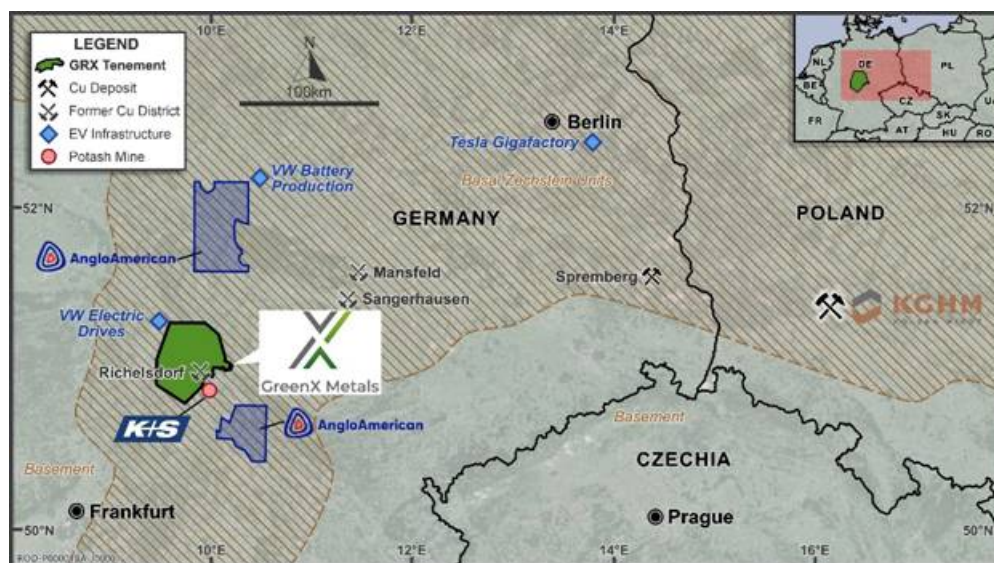 LEGEND
GRX Tenement
Cu Deposit
Former Cu District
EV Infrastructure
Potash Mine
10°E
14°E
N
100km
NL
DE
PL
BE
CZ
FR
SK
AT
HU
RO
Berlin
Tesla Gigafactory
VW Battery
Production
Basal Zechstein Units
52°N
GERMANY
POLAND
52°N
AngloAmerican
Mansfeld
Spremberg
Sangerhausen
KGHM
VW Electric
Drives
Richelsdorf
GreenX Metals
K+S
AngloAmerican
Basement
Basement
CZECHIA
Frankfurt
Prague
50°N
50°N
10°E
12°E
14°E
16°E